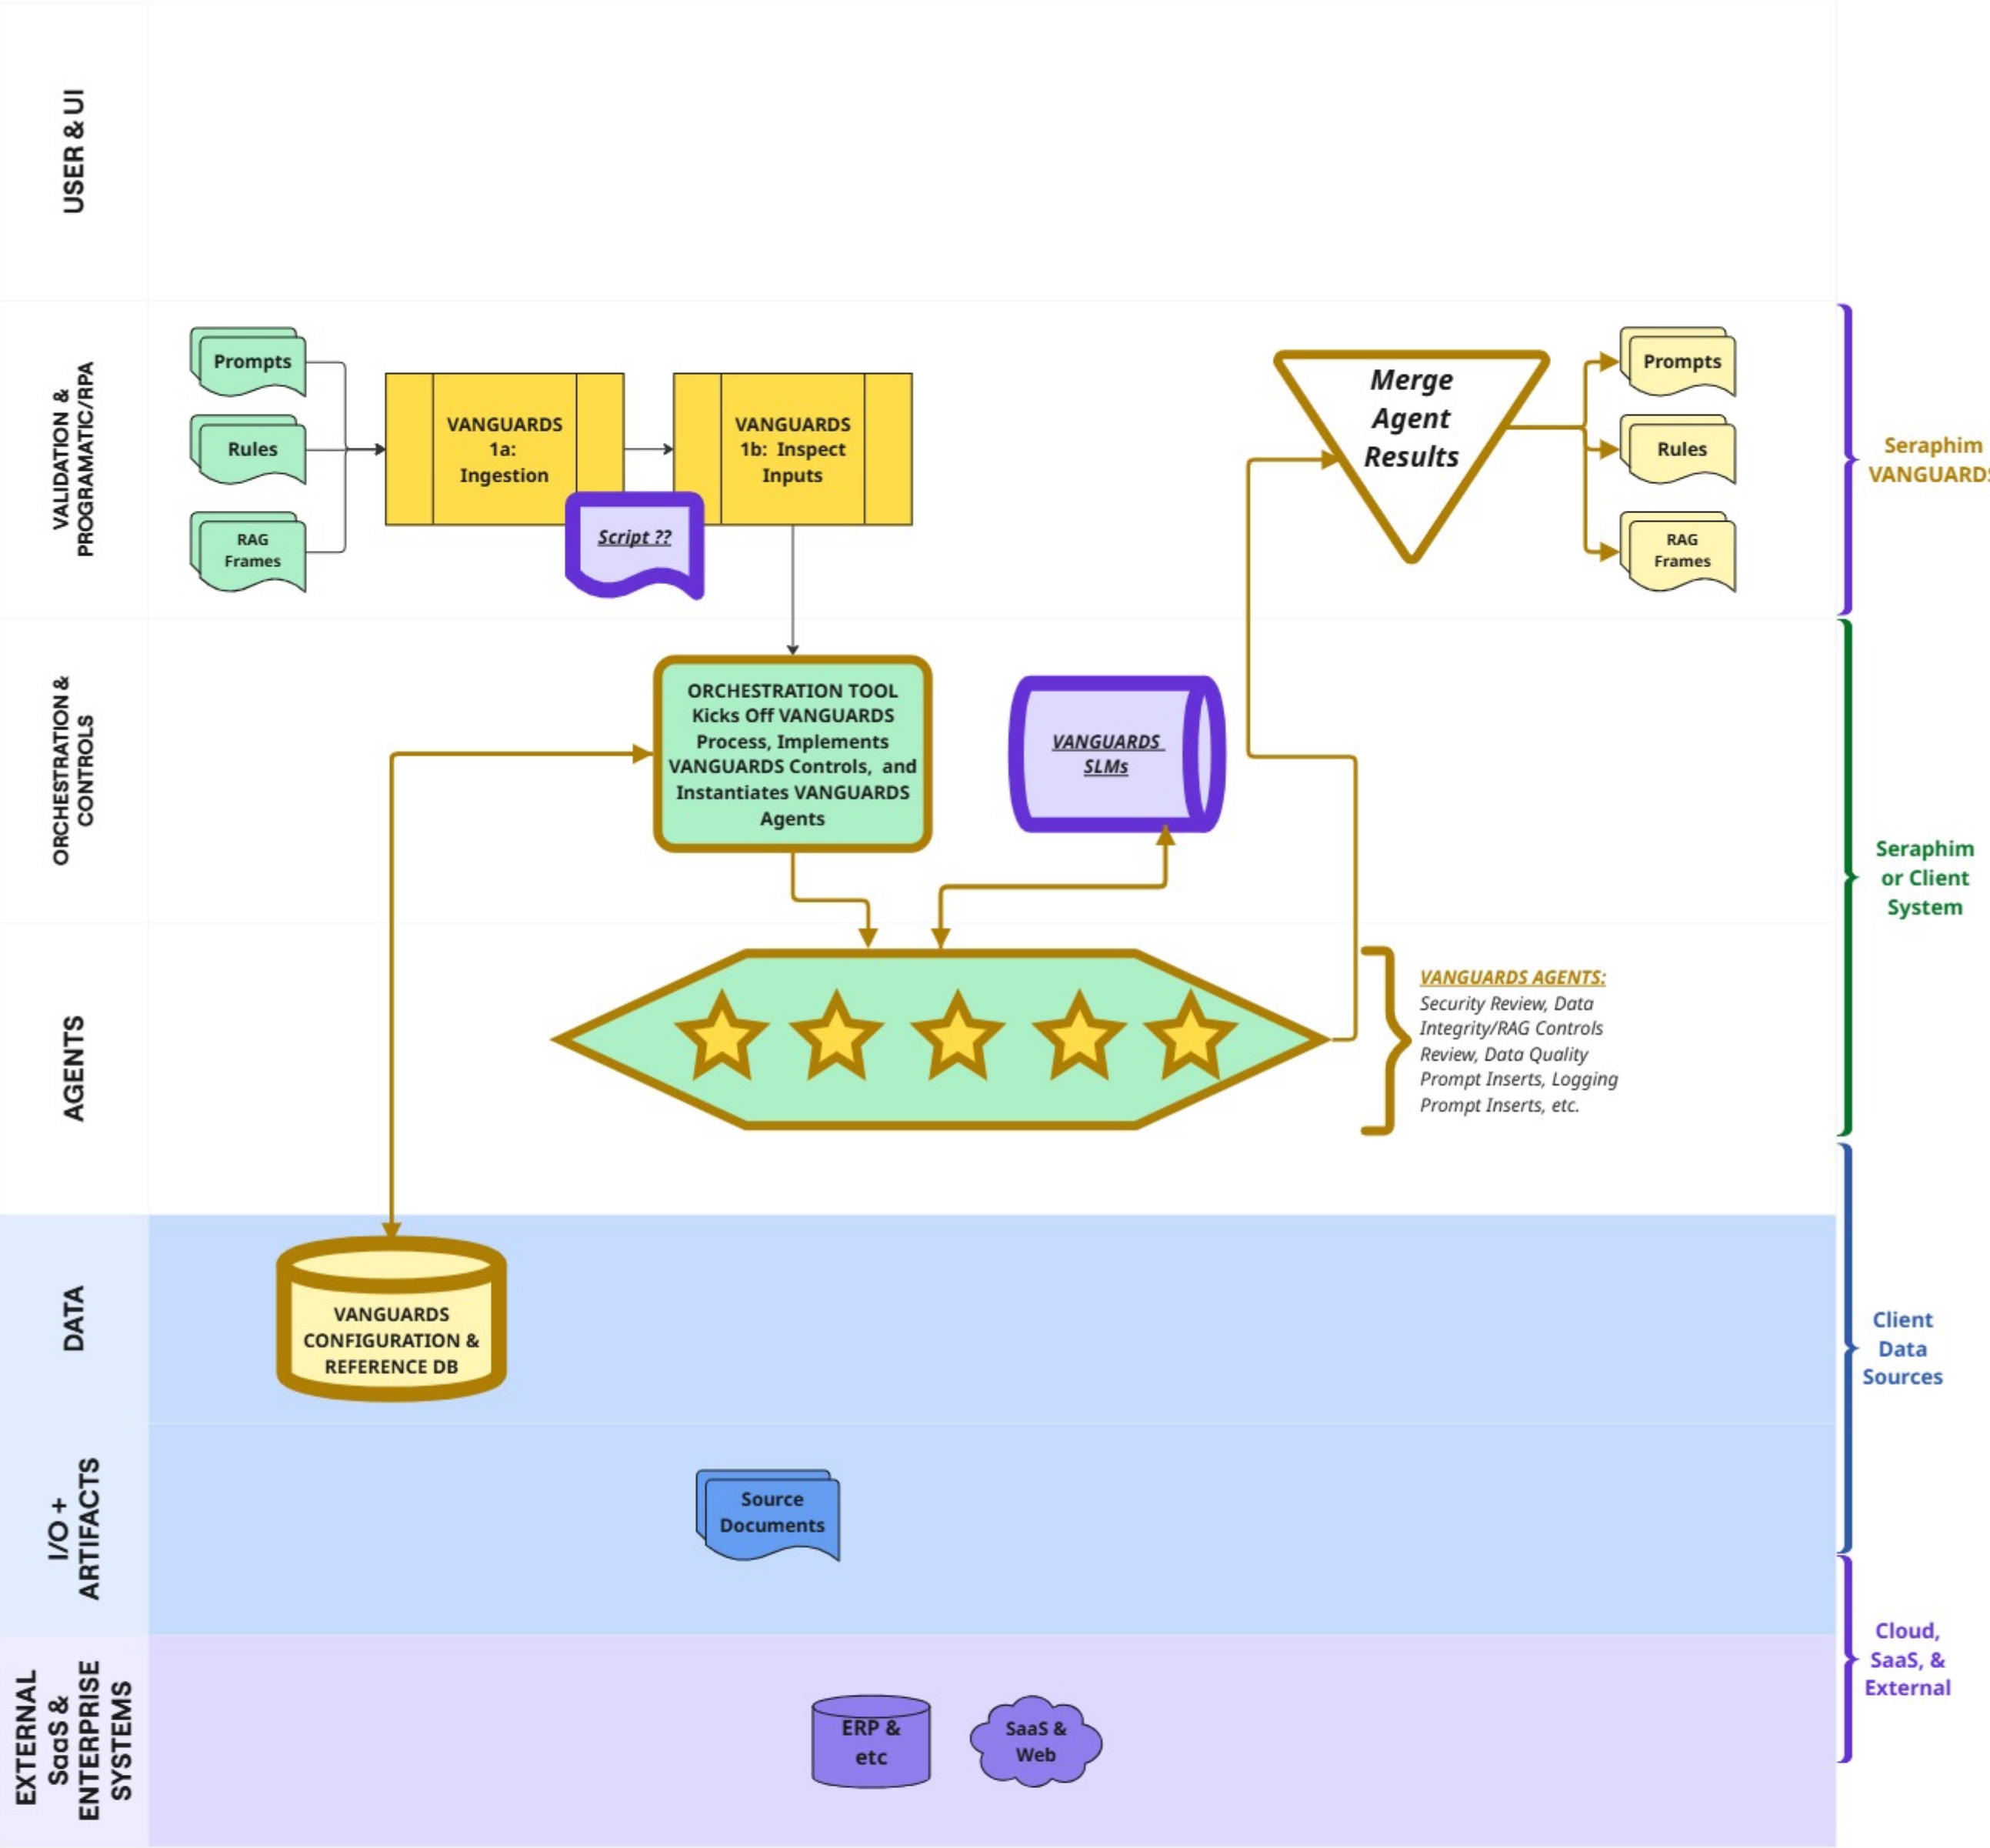 USER & UI
VALIDATION &
PROGRAMATIC/RPA
Prompts
Rules
RAG
Frames
VANGUARDS
1a:
Ingestion
VANGUARDS
1b: Inspect
Inputs
Script ??
Merge
Agent
Results
Prompts
Rules
RAG
Frames
Seraphim
VANGUARDS
ORCHESTRATION &
CONTROLS
ORCHESTRATION TOOL
Kicks Off VANGUARDS
Process, Implements
VANGUARDS Controls, and
Instantiates VANGUARDS
Agents
VANGUARDS
SLMs
Seraphim
or Client
System
AGENTS
VANGUARDS AGENTS:
Security Review, Data
Integrity/RAG Controls
Review, Data Quality
Prompt Inserts, Logging
Prompt Inserts, etc.
DATA
VANGUARDS
CONFIGURATION &
REFERENCE DB
Client
Data
Sources
I/O +
ARTIFACTS
Source
Documents
EXTERNAL
SaaS &
ENTERPRISE
SYSTEMS
ERP &
etc
SaaS &
Web
Cloud,
SaaS, &
External